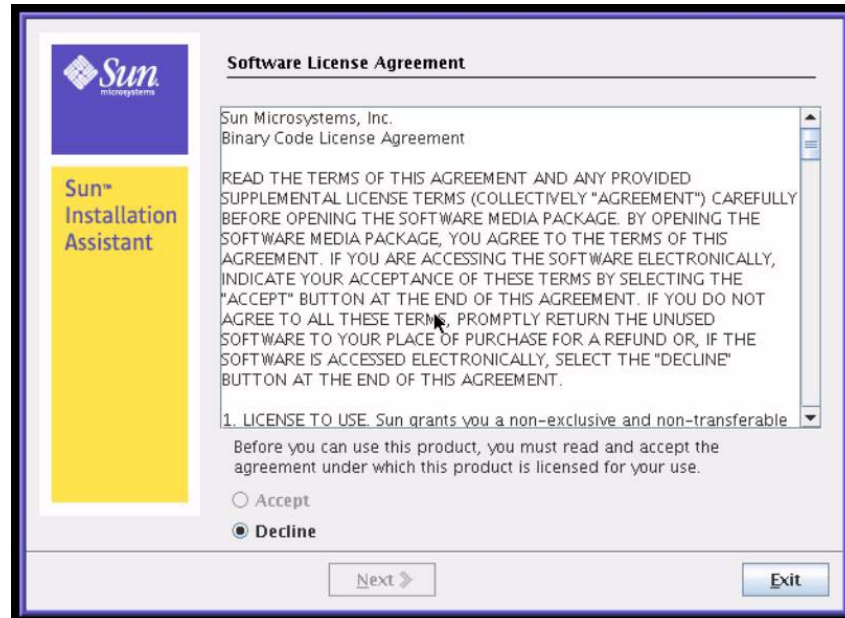 Sun
microsystems
Sun™
Installation
Assistant
Software License Agreement
Sun Microsystems, Inc.
Binary Code License Agreement
READ THE TERMS OF THIS AGREEMENT AND ANY PROVIDED
SUPPLEMENTAL LICENSE TERMS (COLLECTIVELY "AGREEMENT") CAREFULLY
BEFORE OPENING THE SOFTWARE MEDIA PACKAGE. BY OPENING THE
SOFTWARE MEDIA PACKAGE, YOU AGREE TO THE TERMS OF THIS
AGREEMENT. IF YOU ARE ACCESSING THE SOFTWARE ELECTRONICALLY,
INDICATE YOUR ACCEPTANCE OF THESE TERMS BY SELECTING THE
"ACCEPT" BUTTON AT THE END OF THIS AGREEMENT. IF YOU DO NOT
AGREE TO ALL THESE TERMS, PROMPTLY RETURN THE UNUSED
SOFTWARE TO YOUR PLACE OF PURCHASE FOR A REFUND OR, IF THE
SOFTWARE IS ACCESSED ELECTRONICALLY, SELECT THE "DECLINE"
BUTTON AT THE END OF THIS AGREEMENT.
1. LICENSE TO USE. Sun grants you a non-exclusive and non-transferable
Before you can use this product, you must read and accept the
agreement under which this product is licensed for your use.
Accept
Decline
Next
Exit